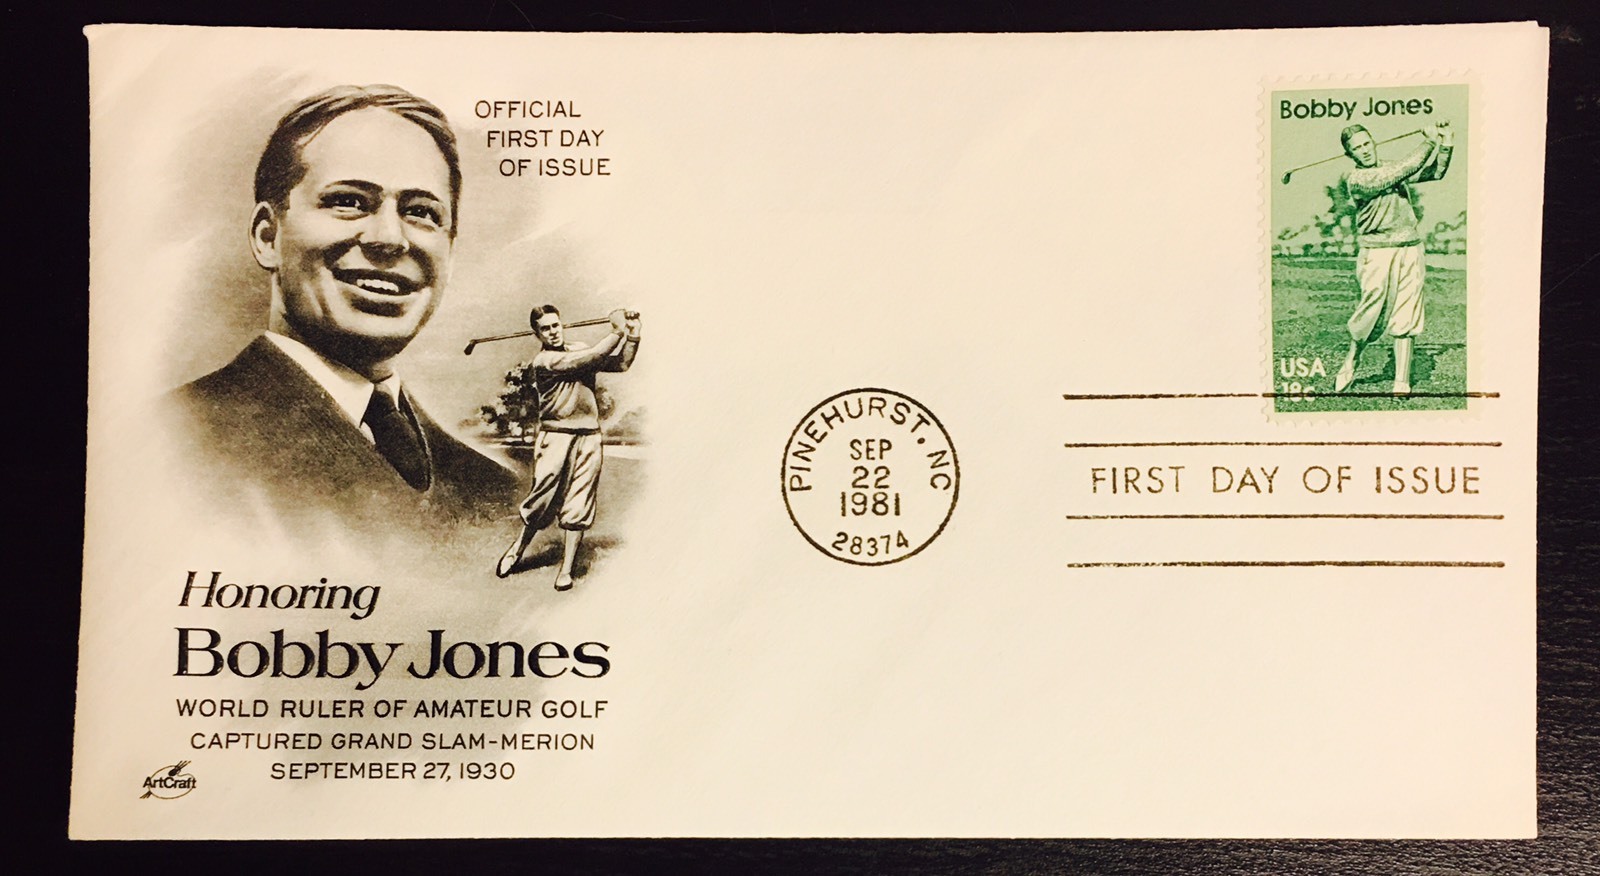 OFFICIAL
FIRST DAY
OF ISSUE
Honoring
Bobby Jones
WORLD RULER OF AMATEUR GOLF
CAPTURED GRAND SLAM-MERION
SEPTEMBER 27, 1930
ArtCraft
PINEHURST, NC
SEP
22
1981
28374
Bobby Jones
USA
18c
FIRST DAY OF ISSUE